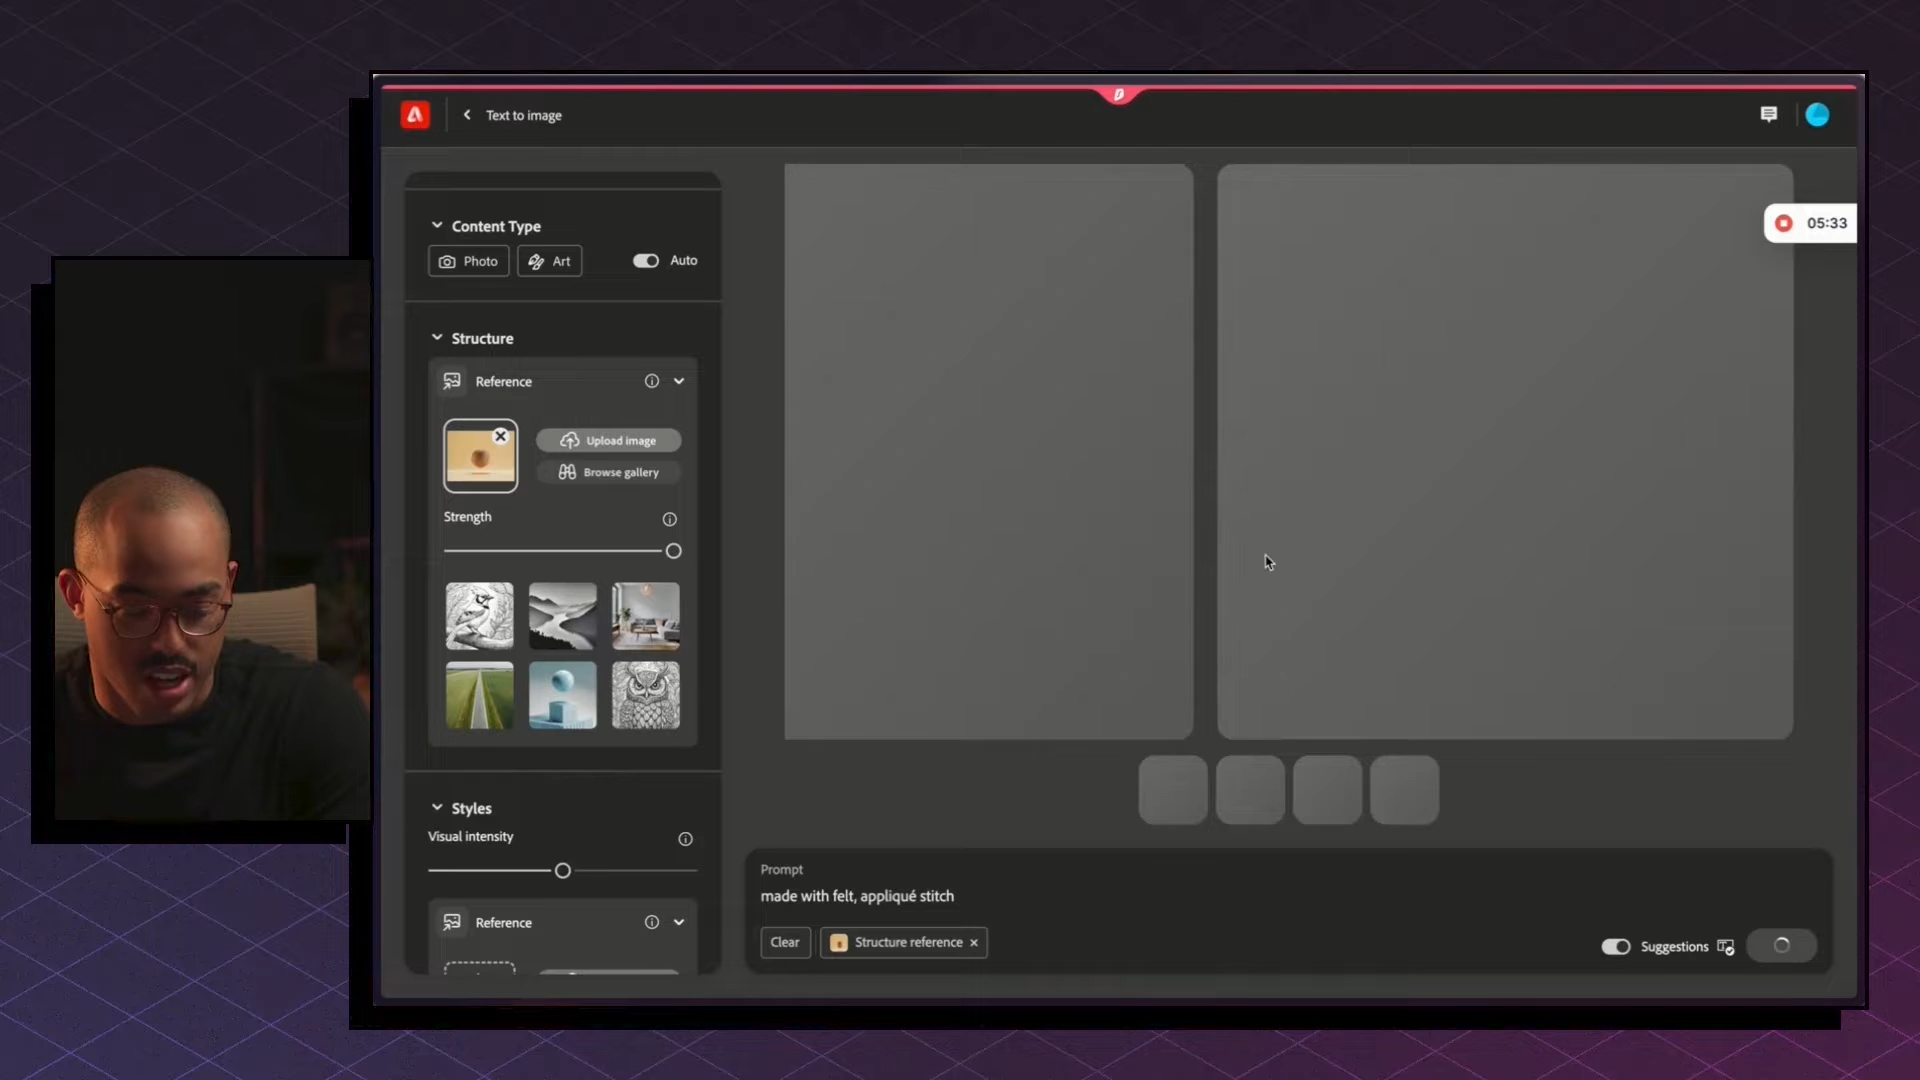 Text to image
05:33
Content Type
Photo
Art
Auto
Structure
Reference
Upload image
Browse gallery
Strength
Styles
Visual intensity
Reference
Prompt
made with felt, appliqué stitch
Clear
Structure reference
Suggestions